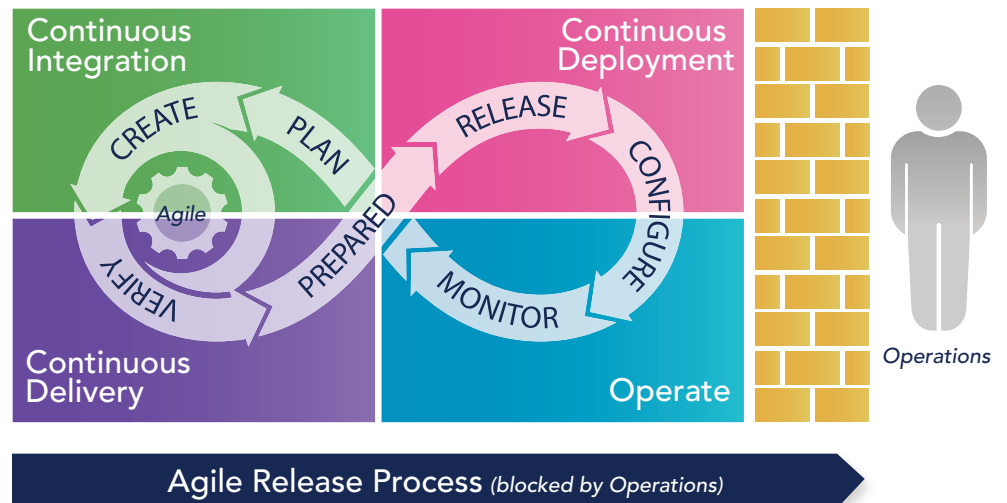 Continuous
Integration
Continuous
Deployment
CREATE
PLAN
RELEASE
CONFIGURE
Agile
VERIFY
PREPARED
MONITOR
Continuous
Delivery
Operate
Operations
Agile Release Process (blocked by Operations)